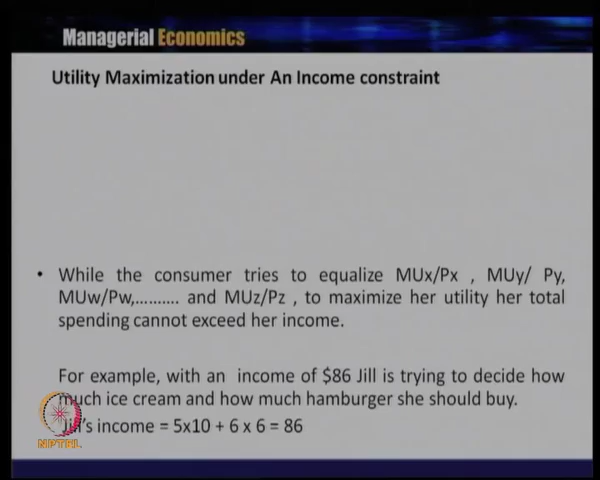 Managerial Economics
Utility Maximization under An Income constraint
• While the consumer tries to equalize MUx/Px , MUy/ Py,
MUw/Pw,.......... and MUz/Pz , to maximize her utility her total
spending cannot exceed her income.
For example, with an income of $86 Jill is trying to decide how
much ice cream and how much hamburger she should buy.
Jill's income = 5x10 + 6 x 6 = 86
NPTEL